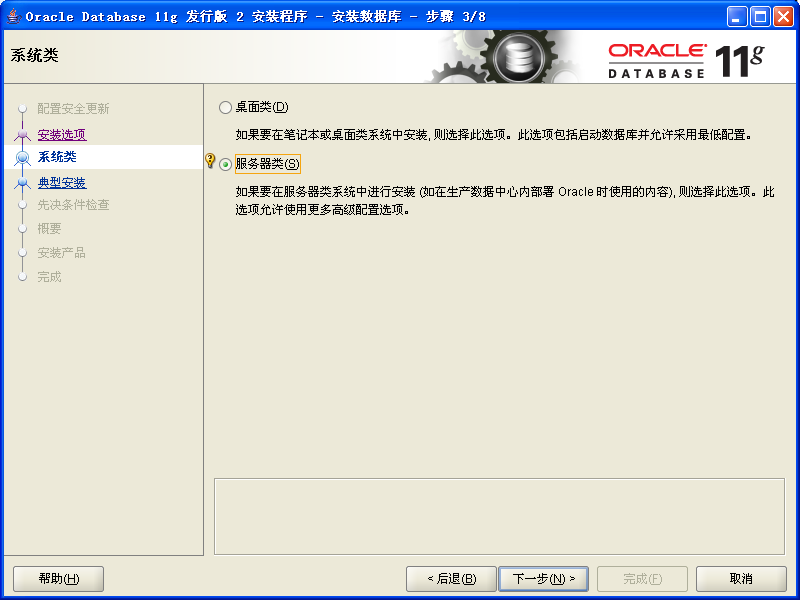 Oracle Database 11g 发行版 2 安装程序 - 安装数据库 - 步骤 3/8
系统类
ORACLE
DATABASE
11g
配置安全更新
安装选项
系统类
典型安装
先决条件检查
概要
安装产品
完成
桌面类(D)
如果要在笔记本或桌面类系统中安装, 则选择此选项。此选项包括启动数据库并允许采用最低配置。
服务器类(S)
如果要在服务器类系统中进行安装 (如在生产数据中心内部署 Oracle 时使用的内容), 则选择此选项。此
选项允许使用更多高级配置选项。
帮助(H)
< 后退(B)
下一步(N) >
完成(F)
取消